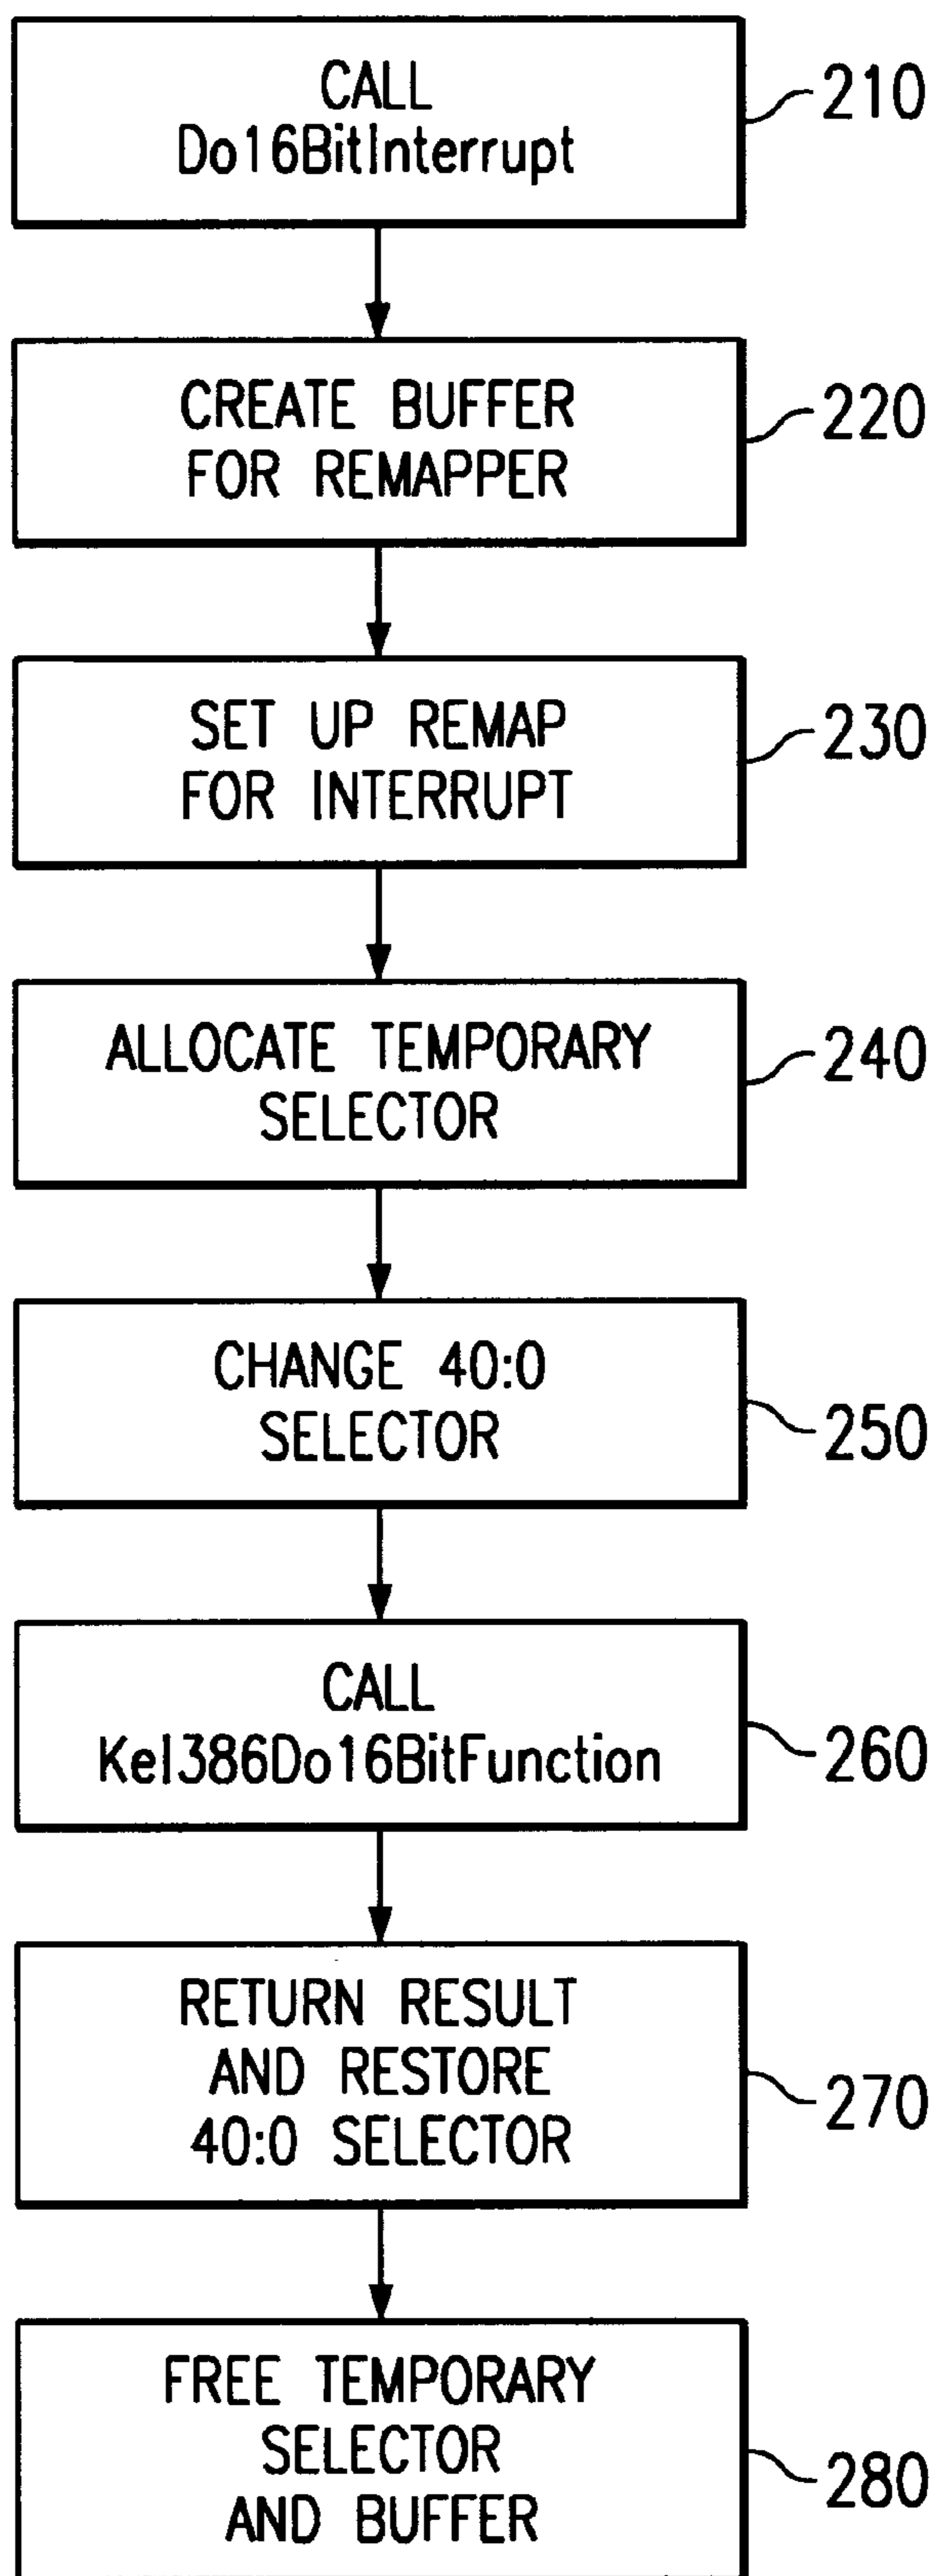 CALL
Do16BitInterrupt
210
CREATE BUFFER
FOR REMAPPER
220
SET UP REMAP
FOR INTERRUPT
230
ALLOCATE TEMPORARY
SELECTOR
240
CHANGE 40:0
SELECTOR
250
CALL
KeI386Do16BitFunction
260
RETURN RESULT
AND RESTORE
40:0 SELECTOR
270
FREE TEMPORARY
SELECTOR
AND BUFFER
280